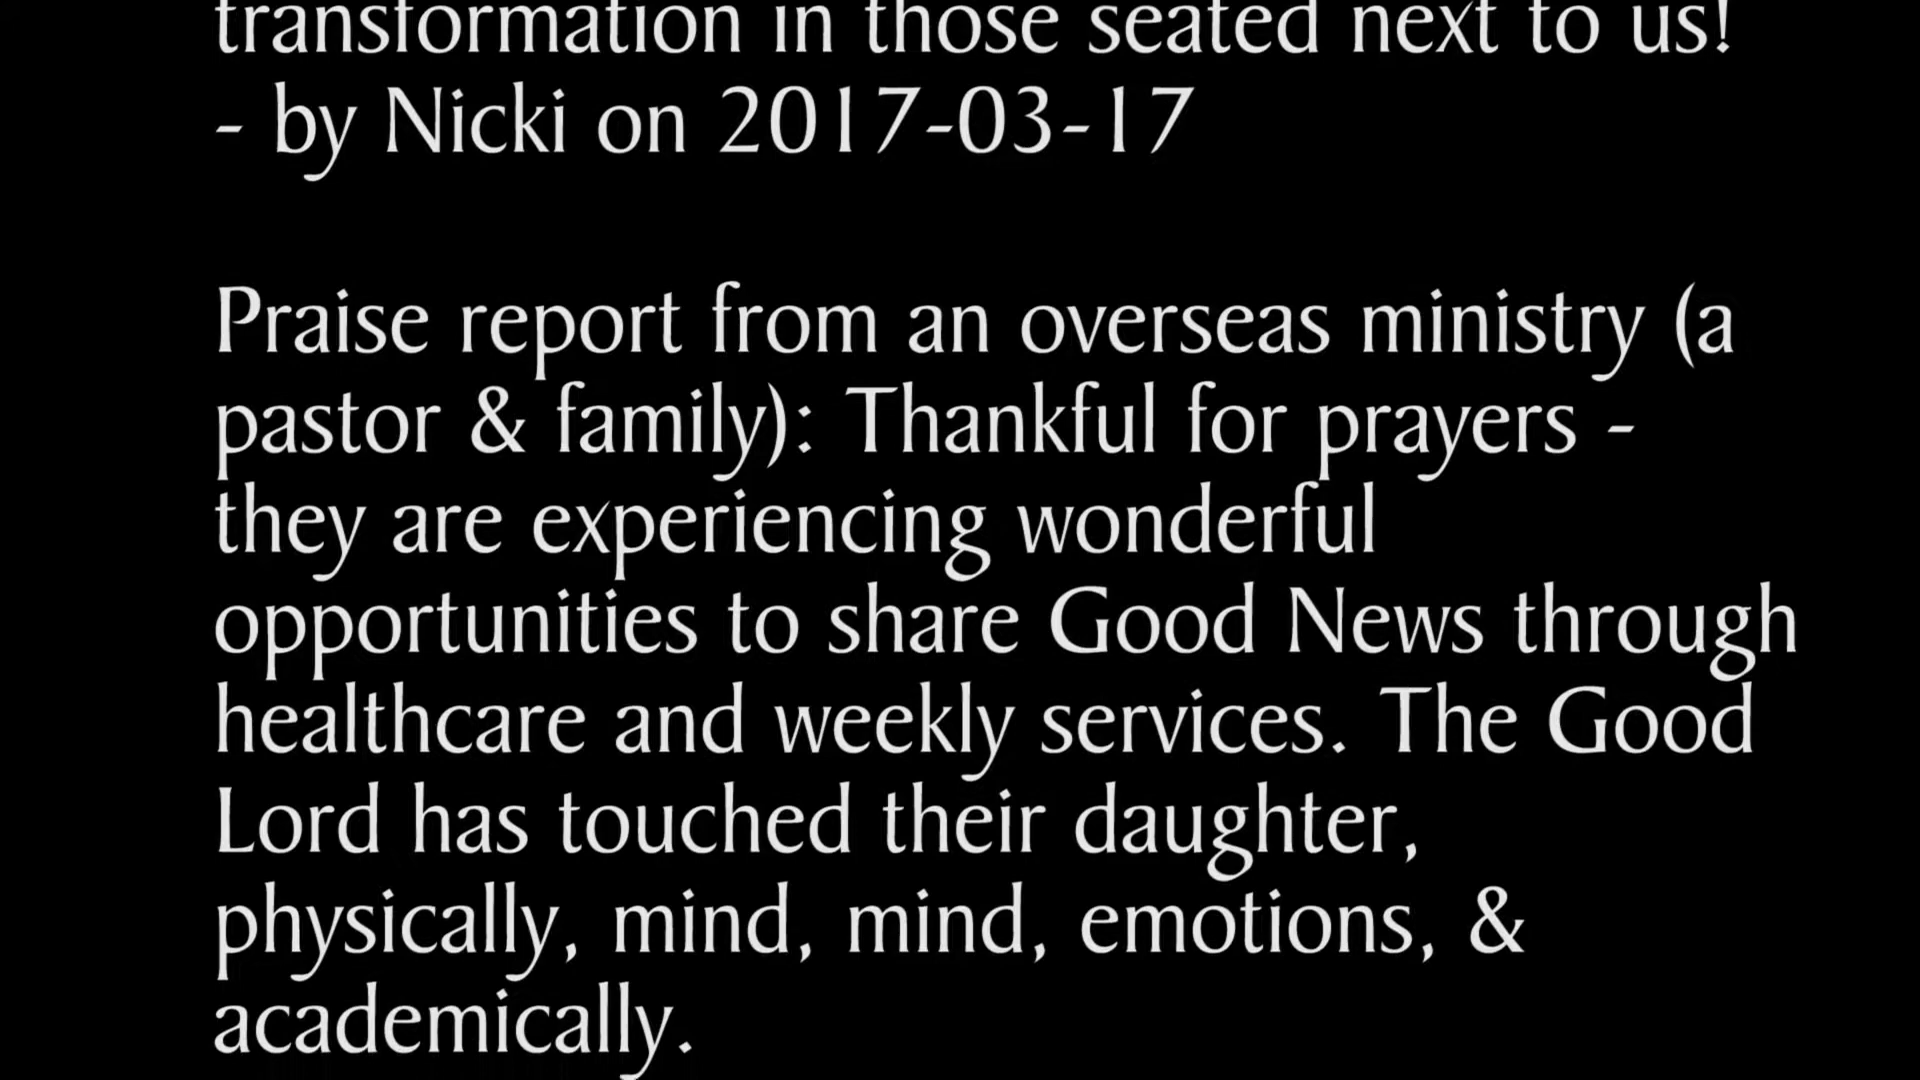 transformation in those seated next to us!
- by Nicki on 2017-03-17
Praise report from an overseas ministry (a
pastor & family): Thankful for prayers -
they are experiencing wonderful
opportunities to share Good News through
healthcare and weekly services. The Good
Lord has touched their daughter,
physically, mind, mind, emotions, &
academically.